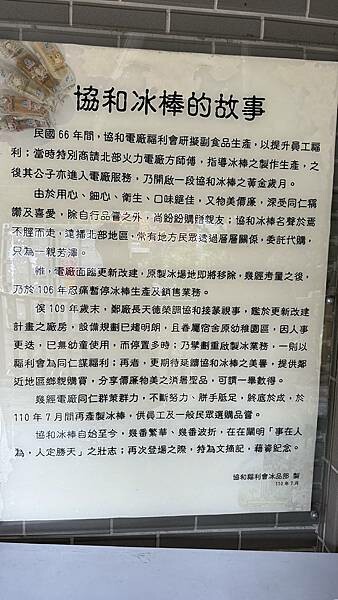 協和冰棒的故事
民國 66 年間，協和電廠福利會研擬副食品生產，以提升員工福
利；當時特別商請北部火力電廠方師傅，指導冰棒之製作生產，之
後其公子亦進入電廠服務，乃開啟一段協和冰棒之黃金歲月。
由於用心、細心、衛生、口味經佳，又物美價廉，深受同仁稱
讚及喜愛，除自行品嘗之外，尚紛紛購贈親友；協和冰棒名聲於焉
不脛而走，遠播北部地區，常有地方民眾透過層層關係，委託代購，
只為一親芳澤。
惟，電廠面臨更新改建，原製冰場地即將移除，幾經考量之後，
乃於 106 年忍痛暫停冰棒生產及銷售業務。
俟 109 年歲末，鄭廠長天德榮調協和接篆視事，鑑於更新改建
計畫之廠房，設備規劃已趨明朗，且眷屬宿舍原幼稚園區，因人事
更迭，已無幼童使用，而停置多時；乃擘劃重啟製冰業務，一則以
福利會為同仁謀福利；再者，更期待延續協和冰棒之美譽，提供鄰
近地區鄉親購買，分享價廉物美之消暑聖品，可謂一舉數得。
幾經電廠同仁群策群力，不斷努力、胼手胝足，終底於成，於
110 年 7 月間再產製冰棒，供員工及一般民眾選購品嘗。
協和冰棒自始至今，幾番繁華、幾番波折，在在闡明「事在人
為，人定勝天」之壯志；再次登場之際，特為文摘記，藉資紀念。
協和福利會冰品部 製
110 年 7 月